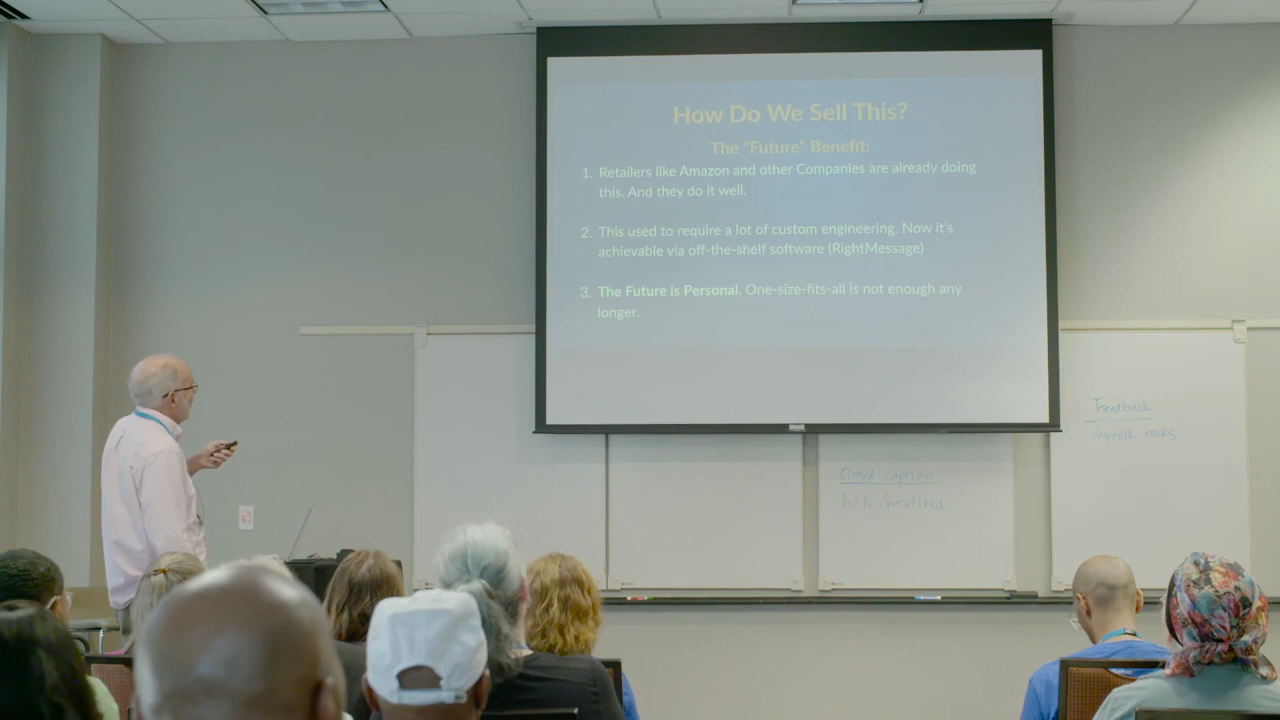 How Do We Sell This?
The "Future" Benefit:
1. Retailers like Amazon and other Companies are already doing
this. And they do it well.
2. This used to require a lot of custom engineering. Now it's
achievable via off-the-shelf software (RightMessage)
3. The Future is Personal. One-size-fits-all is not enough any
longer.
Feedback
rocks
Closed caption